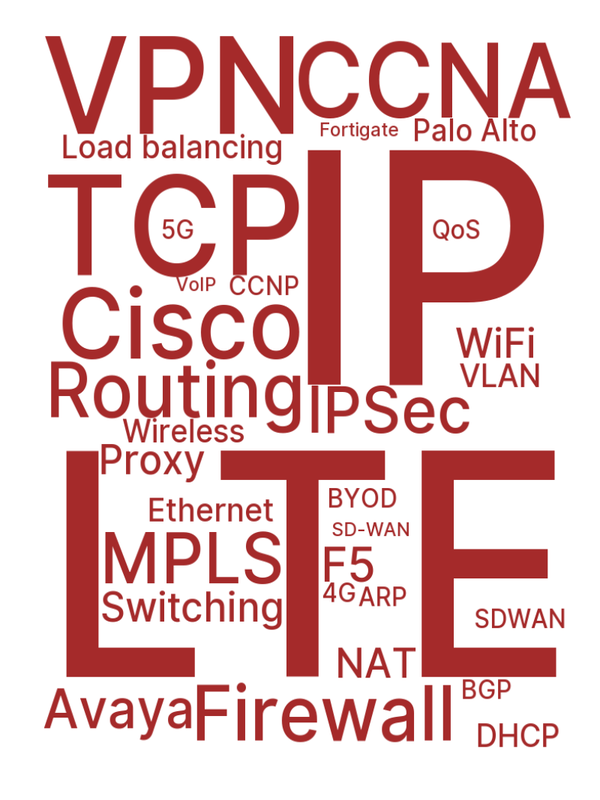 VPN
CCNA
Fortigate
Palo Alto
Load balancing
TCP
IP
5G
QoS
VoIP
CCNP
Cisco
WiFi
VLAN
Routing
IPSec
Wireless
Proxy
LTE
BYOD
Ethernet
SD-WAN
MPLS
F5
4G
ARP
Switching
SDWAN
NAT
BGP
Avaya
Firewall
DHCP